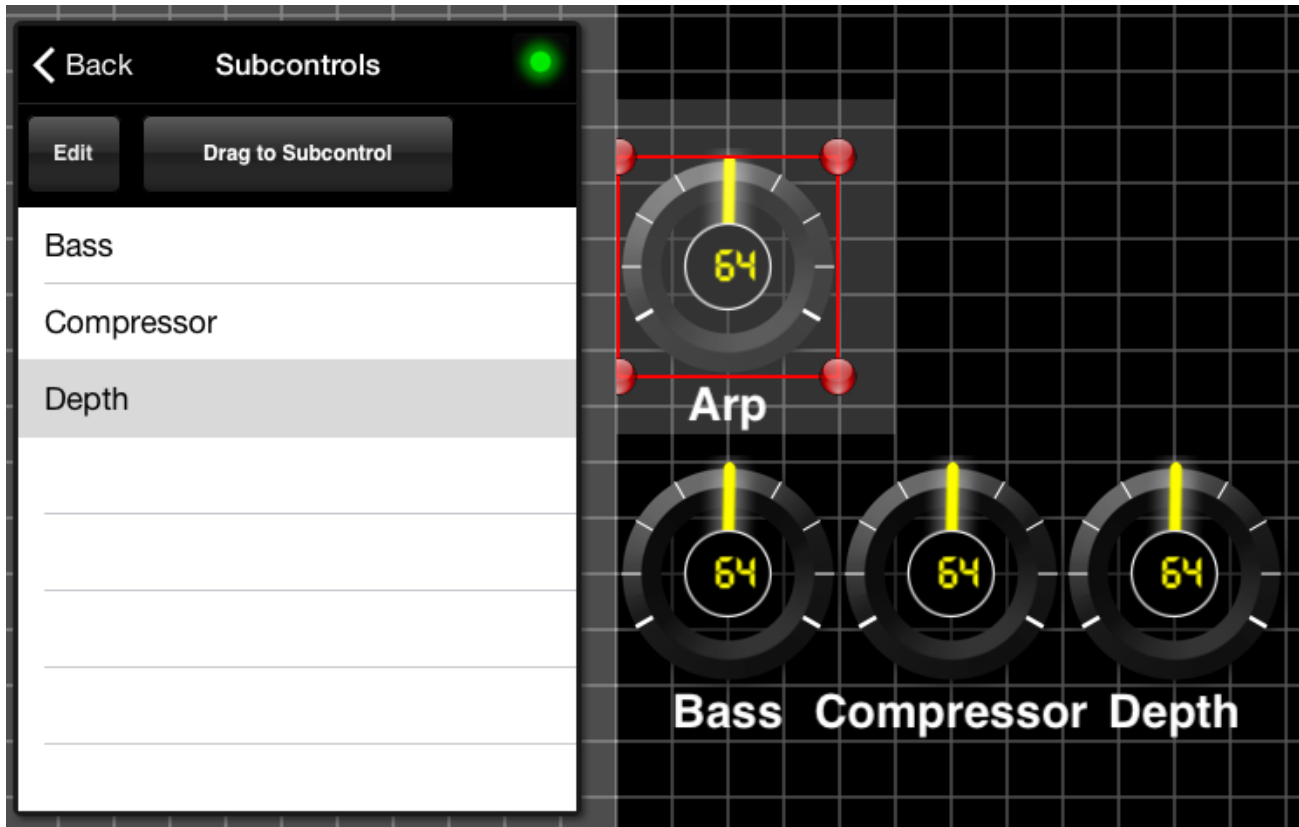 Back Subcontrols
Edit Drag to Subcontrol
Bass
Compressor
Depth
64
Arp
64 64 64
Bass Compressor Depth